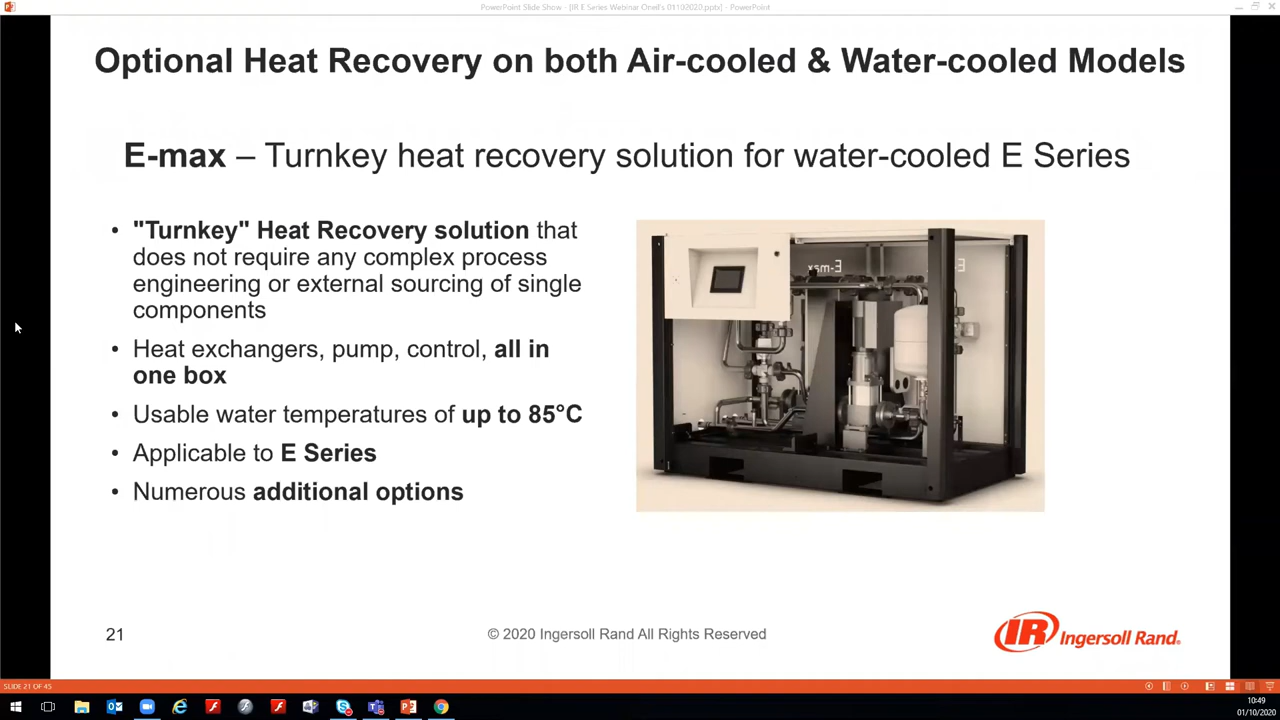 PowerPoint Slide Show - [IR E Series Webinar Oneil's 01102020.pptx] - PowerPoint
Optional Heat Recovery on both Air-cooled & Water-cooled Models
E-max – Turnkey heat recovery solution for water-cooled E Series
• "Turnkey" Heat Recovery solution that
does not require any complex process
engineering or external sourcing of single
components
• Heat exchangers, pump, control, all in
one box
• Usable water temperatures of up to 85°C
• Applicable to E Series
• Numerous additional options
E-max
21
© 2020 Ingersoll Rand All Rights Reserved
IR Ingersoll Rand®
SLIDE 21 OF 45
10:49
01/10/2020